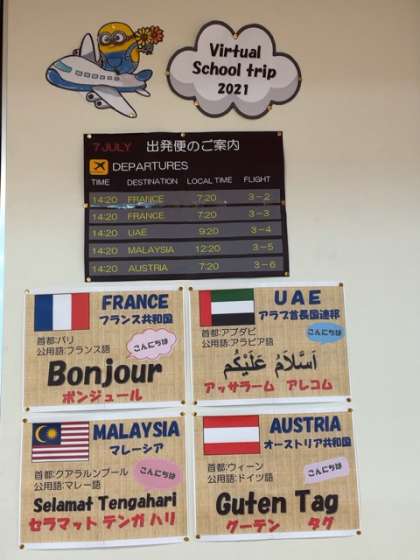 Virtual
School trip
2021
7 JULY 出発便のご案内
DEPARTURES
TIME DESTINATION LOCAL TIME FLIGHT
14:20 FRANCE 7:20 3-2
14:20 FRANCE 7:20 3-3
14:20 UAE 9:20 3-4
14:20 MALAYSIA 12:20 3-5
14:20 AUSTRIA 7:20 3-6
FRANCE
フランス共和国
首都:パリ
公用語:フランス語
こんにちは
Bonjour
ボンジュール
UAE
アラブ首長国連邦
首都:アブダビ
公用語:アラビア語
こんにちは
اَلسَّلَامُ عَلَيْكُم
アッサラーム アレコム
MALAYSIA
マレーシア
首都:クアラルンプール
公用語:マレー語
こんにちは
Selamat Tengahari
セラマット テンガ ハリ
AUSTRIA
オーストリア共和国
首都:ウィーン
公用語:ドイツ語
こんにちは
Guten Tag
グーテン タグ